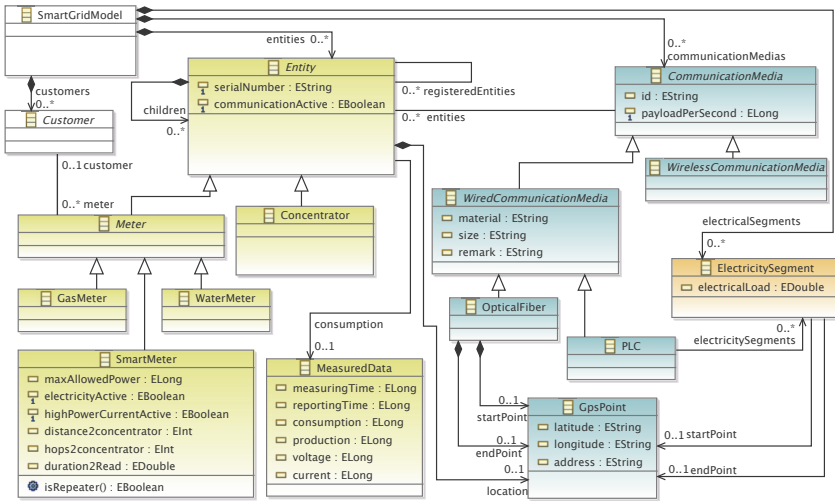 SmartGridModel
entities 0..*
0..*
communicationMedias
customers
0..*
Customer
Entity
serialNumber : EString
communicationActive : EBoolean
children
0..*
0..* registeredEntities
0..* entities
CommunicationMedia
id : EString
payloadPerSecond : ELong
0..1 customer
0..* meter
WiredCommunicationMedia
material : EString
size : EString
remark : EString
WirelessCommunicationMedia
Meter
Concentrator
electricalSegments
0..*
ElectricitySegment
electricalLoad : EDouble
GasMeter
WaterMeter
OpticalFiber
consumption
0..1
PLC
0..*
electricitySegments
SmartMeter
maxAllowedPower : ELong
electricityActive : EBoolean
highPowerCurrentActive : EBoolean
distance2concentrator : EInt
hops2concentrator : EInt
duration2Read : EDouble
isRepeater() : EBoolean
MeasuredData
measuringTime : ELong
reportingTime : ELong
consumption : ELong
production : ELong
voltage : ELong
current : ELong
0..1
startPoint
0..1
endPoint
0..1
location
GpsPoint
latitude : EString
longitude : EString
address : EString
0..1 startPoint
0..1 endPoint